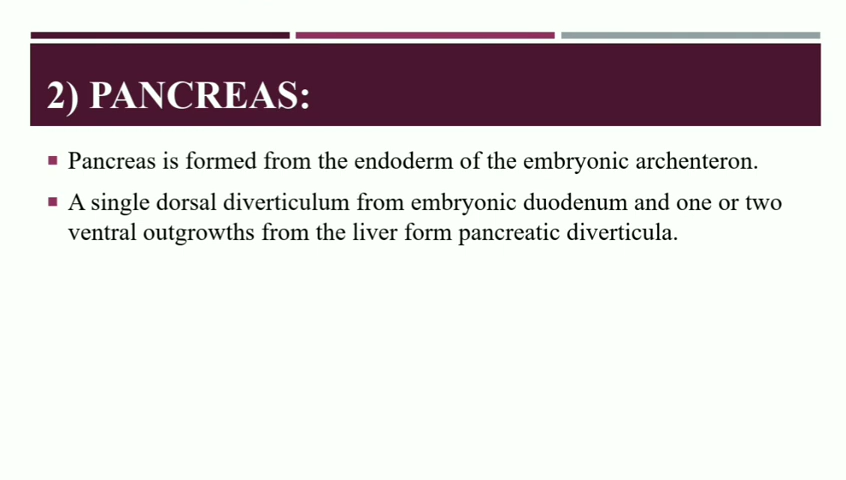 2) PANCREAS:
Pancreas is formed from the endoderm of the embryonic archenteron.
A single dorsal diverticulum from embryonic duodenum and one or two
ventral outgrowths from the liver form pancreatic diverticula.